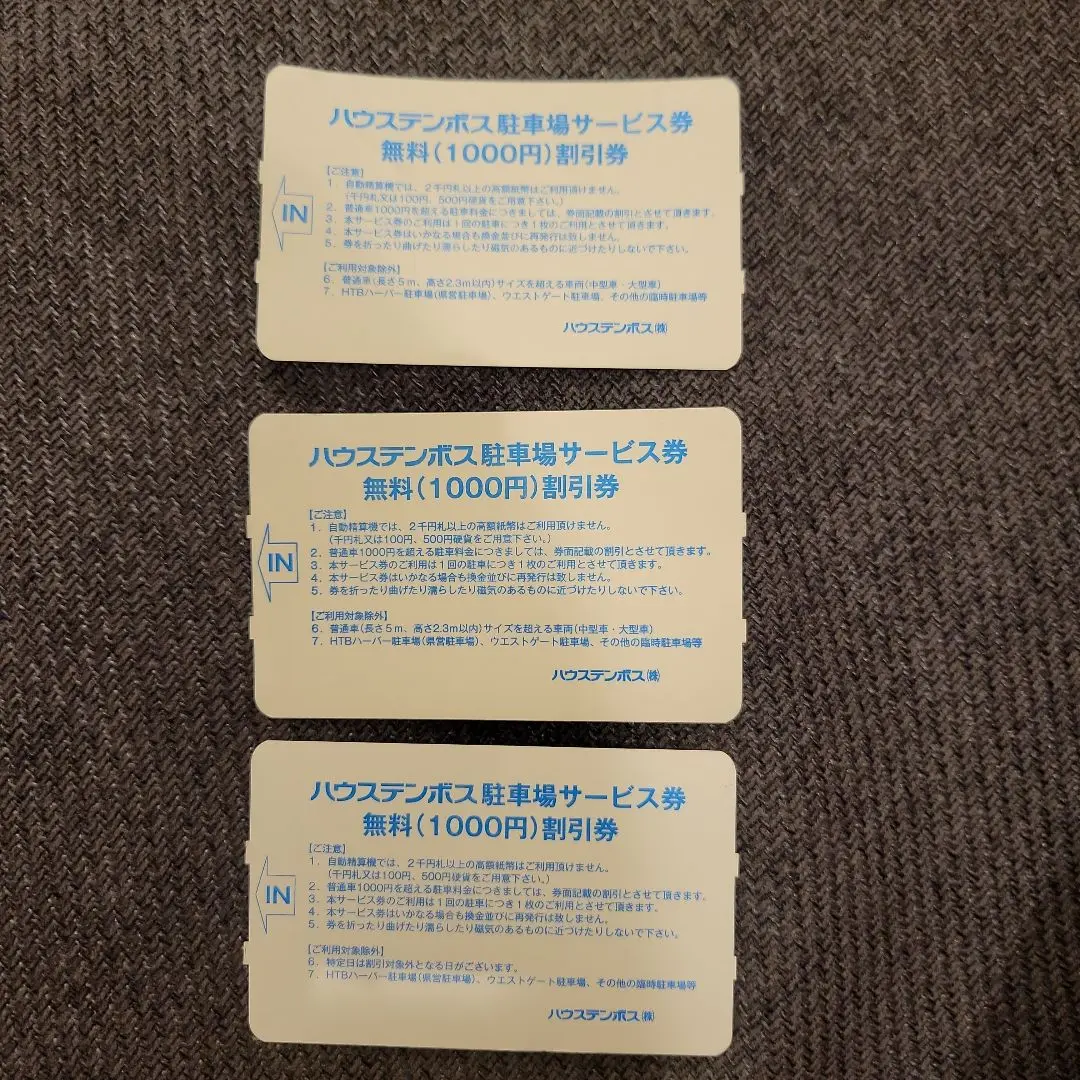 ハウステンボス駐車場サービス券
無料(1000円)割引券
【ご注意】
1．自動精算機では、2千円札以上の高額紙幣はご利用頂けません。
(千円札又は100円、500円硬貨をご用意下さい。)
2．普通車1000円を超える駐車料金につきましては、券面記載の割引とさせて頂きます。
3．本サービス券のご利用は1回の駐車につき1枚のご利用とさせて頂きます。
4．本サービス券はいかなる場合も換金並びに再発行は致しません。
5．券を折ったり曲げたり濡らしたり磁気のあるものに近づけたりしないで下さい。
IN
【ご利用対象除外】
6．普通車(長さ5m、高さ2.3m以内)サイズを超える車両(中型車・大型車)
7．HTBハーバー駐車場(県営駐車場)、ウエストゲート駐車場、その他の臨時駐車場等
ハウステンボス㈱
ハウステンボス駐車場サービス券
無料(1000円)割引券
【ご注意】
1．自動精算機では、2千円札以上の高額紙幣はご利用頂けません。
(千円札又は100円、500円硬貨をご用意下さい。)
2．普通車1000円を超える駐車料金につきましては、券面記載の割引とさせて頂きます。
3．本サービス券のご利用は1回の駐車につき1枚のご利用とさせて頂きます。
4．本サービス券はいかなる場合も換金並びに再発行は致しません。
5．券を折ったり曲げたり濡らしたり磁気のあるものに近づけたりしないで下さい。
IN
【ご利用対象除外】
6．普通車(長さ5m、高さ2.3m以内)サイズを超える車両(中型車・大型車)
7．HTBハーバー駐車場(県営駐車場)、ウエストゲート駐車場、その他の臨時駐車場等
ハウステンボス㈱
ハウステンボス駐車場サービス券
無料(1000円)割引券
【ご注意】
1．自動精算機では、2千円札以上の高額紙幣はご利用頂けません。
(千円札又は100円、500円硬貨をご用意下さい。)
2．普通車1000円を超える駐車料金につきましては、券面記載の割引とさせて頂きます。
3．本サービス券のご利用は1回の駐車につき1枚のご利用とさせて頂きます。
4．本サービス券はいかなる場合も換金並びに再発行は致しません。
5．券を折ったり曲げたり濡らしたり磁気のあるものに近づけたりしないで下さい。
IN
【ご利用対象除外】
6．特定日は割引対象外となる日がございます。
7．HTBハーバー駐車場(県営駐車場)、ウエストゲート駐車場、その他の臨時駐車場等
ハウステンボス㈱